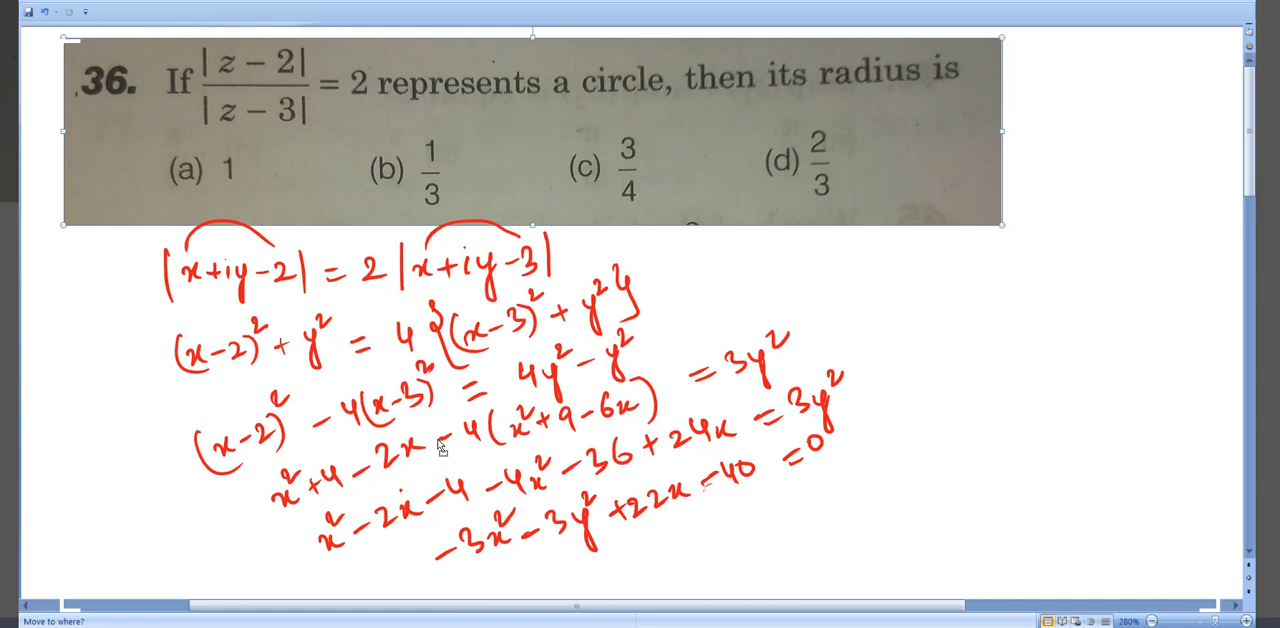 36. If |z − 2| / |z − 3| = 2 represents a circle, then its radius is
(a) 1 (b) 1/3 (c) 3/4 (d) 2/3
|x+iy−2| = 2 |x+iy−3|
(x−2)² + y² = 4 {(x−3)² + y²}
(x−2)² − 4(x−3)² = 4y² − y²
x² + 4 − 2x − 4(x² + 9 − 6x) = 3y²
x² − 2x − 4 − 4x² − 36 + 24x = 3y²
−3x² − 3y² + 22x − 40 = 0
Move to where? 280%